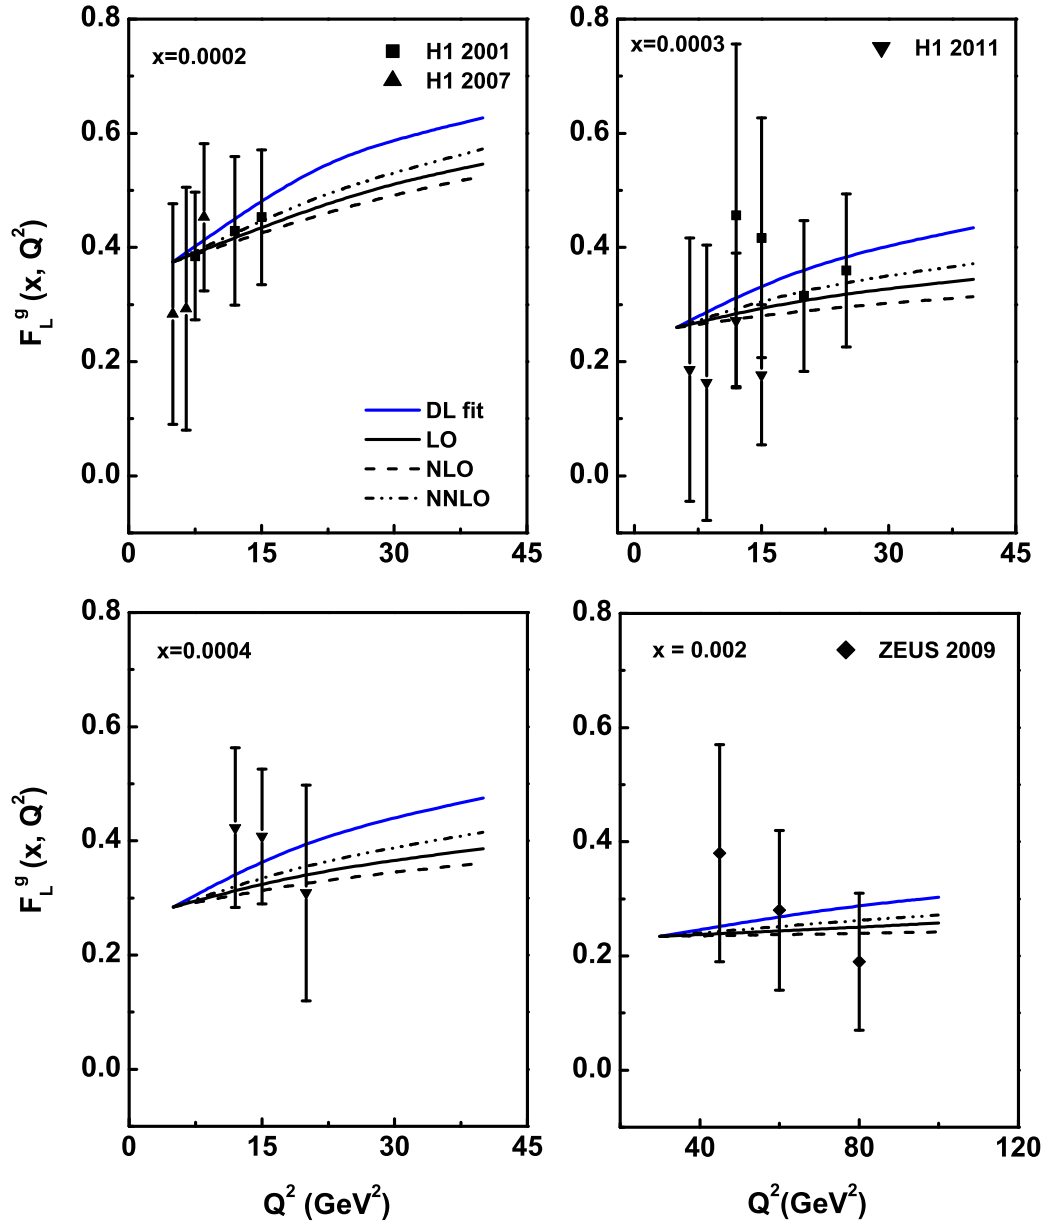 x=0.0002
H1 2001
H1 2007
0.8
0.6
0.4
0.2
0.0
F_L^g (x, Q^2)
DL fit
LO
NLO
NNLO
0 15 30 45
x=0.0003
H1 2011
0.8
0.6
0.4
0.2
0.0
0 15 30 45
x=0.0004
0.8
0.6
0.4
0.2
0.0
F_L^g (x, Q^2)
0 15 30 45
Q^2 (GeV^2)
x = 0.002
ZEUS 2009
0.8
0.6
0.4
0.2
0.0
40 80 120
Q^2(GeV^2)